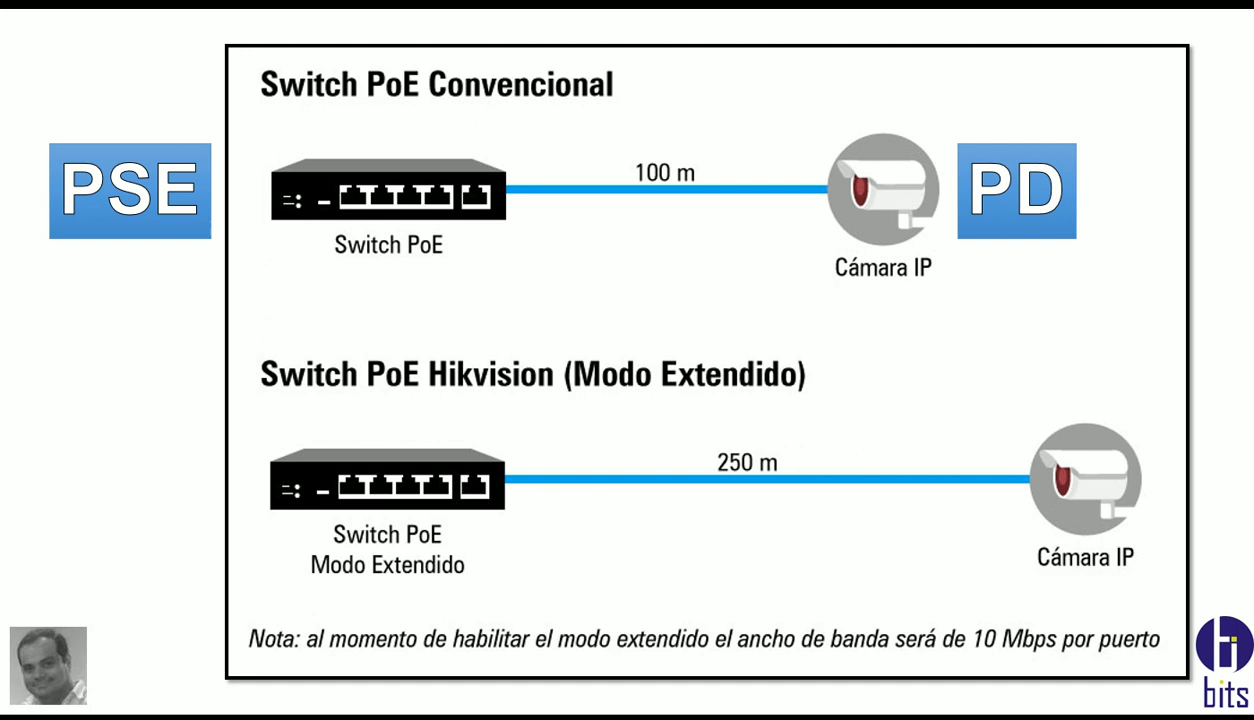 Switch PoE Convencional
PSE
100 m
PD
Switch PoE
Cámara IP
Switch PoE Hikvision (Modo Extendido)
250 m
Switch PoE
Modo Extendido
Cámara IP
Nota: al momento de habilitar el modo extendido el ancho de banda será de 10 Mbps por puerto
bits